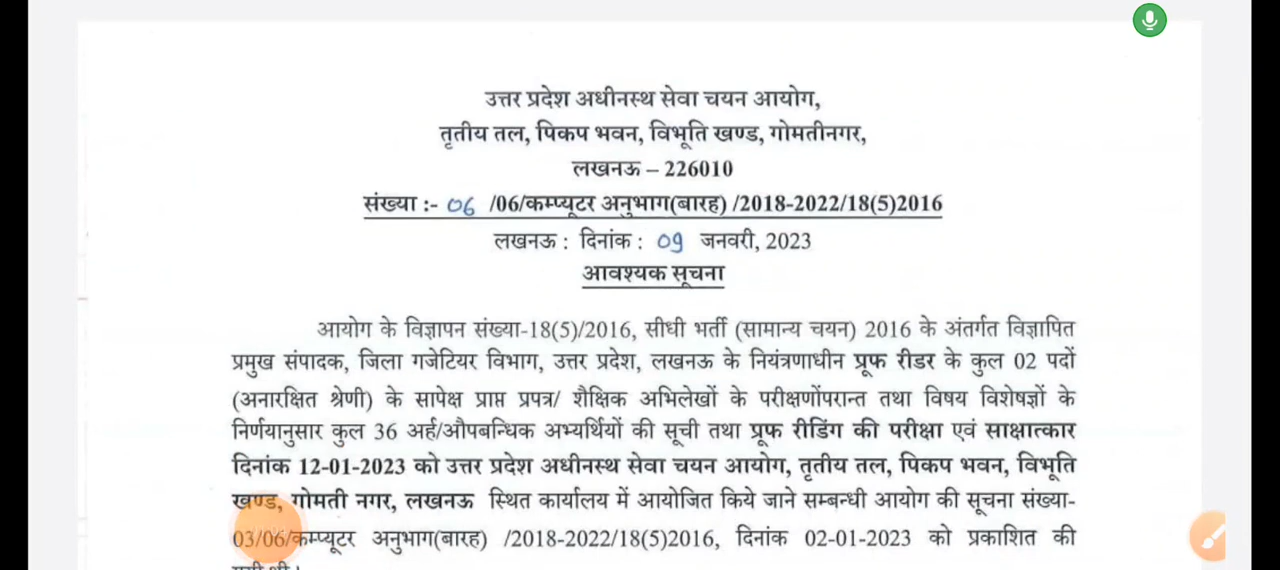 उत्तर प्रदेश अधीनस्थ सेवा चयन आयोग,
तृतीय तल, पिकप भवन, विभूति खण्ड, गोमतीनगर,
लखनऊ – 226010
संख्या :- 06 /06/कम्प्यूटर अनुभाग(बारह) /2018-2022/18(5)2016
लखनऊ : दिनांक : 09 जनवरी, 2023
आवश्यक सूचना
आयोग के विज्ञापन संख्या-18(5)/2016, सीधी भर्ती (सामान्य चयन) 2016 के अंतर्गत विज्ञापित
प्रमुख संपादक, जिला गजेटियर विभाग, उत्तर प्रदेश, लखनऊ के नियंत्रणाधीन प्रूफ रीडर के कुल 02 पदों
(अनारक्षित श्रेणी) के सापेक्ष प्राप्त प्रपत्र/ शैक्षिक अभिलेखों के परीक्षणोंपरान्त तथा विषय विशेषज्ञों के
निर्णयानुसार कुल 36 अर्ह/औपबन्धिक अभ्यर्थियों की सूची तथा प्रूफ रीडिंग की परीक्षा एवं साक्षात्कार
दिनांक 12-01-2023 को उत्तर प्रदेश अधीनस्थ सेवा चयन आयोग, तृतीय तल, पिकप भवन, विभूति
खण्ड, गोमती नगर, लखनऊ स्थित कार्यालय में आयोजित किये जाने सम्बन्धी आयोग की सूचना संख्या-
03/06/कम्प्यूटर अनुभाग(बारह) /2018-2022/18(5)2016, दिनांक 02-01-2023 को प्रकाशित की